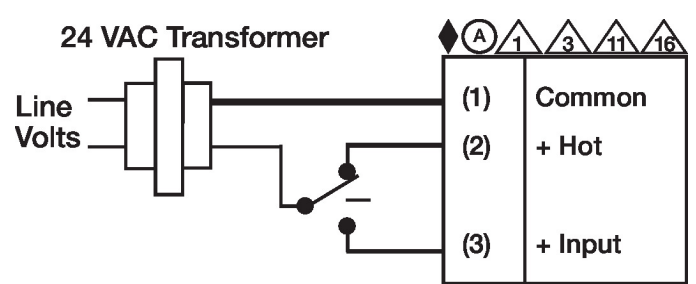 24 VAC Transformer
A 1 3 11 16
Line
Volts
(1) Common
(2) + Hot
(3) + Input